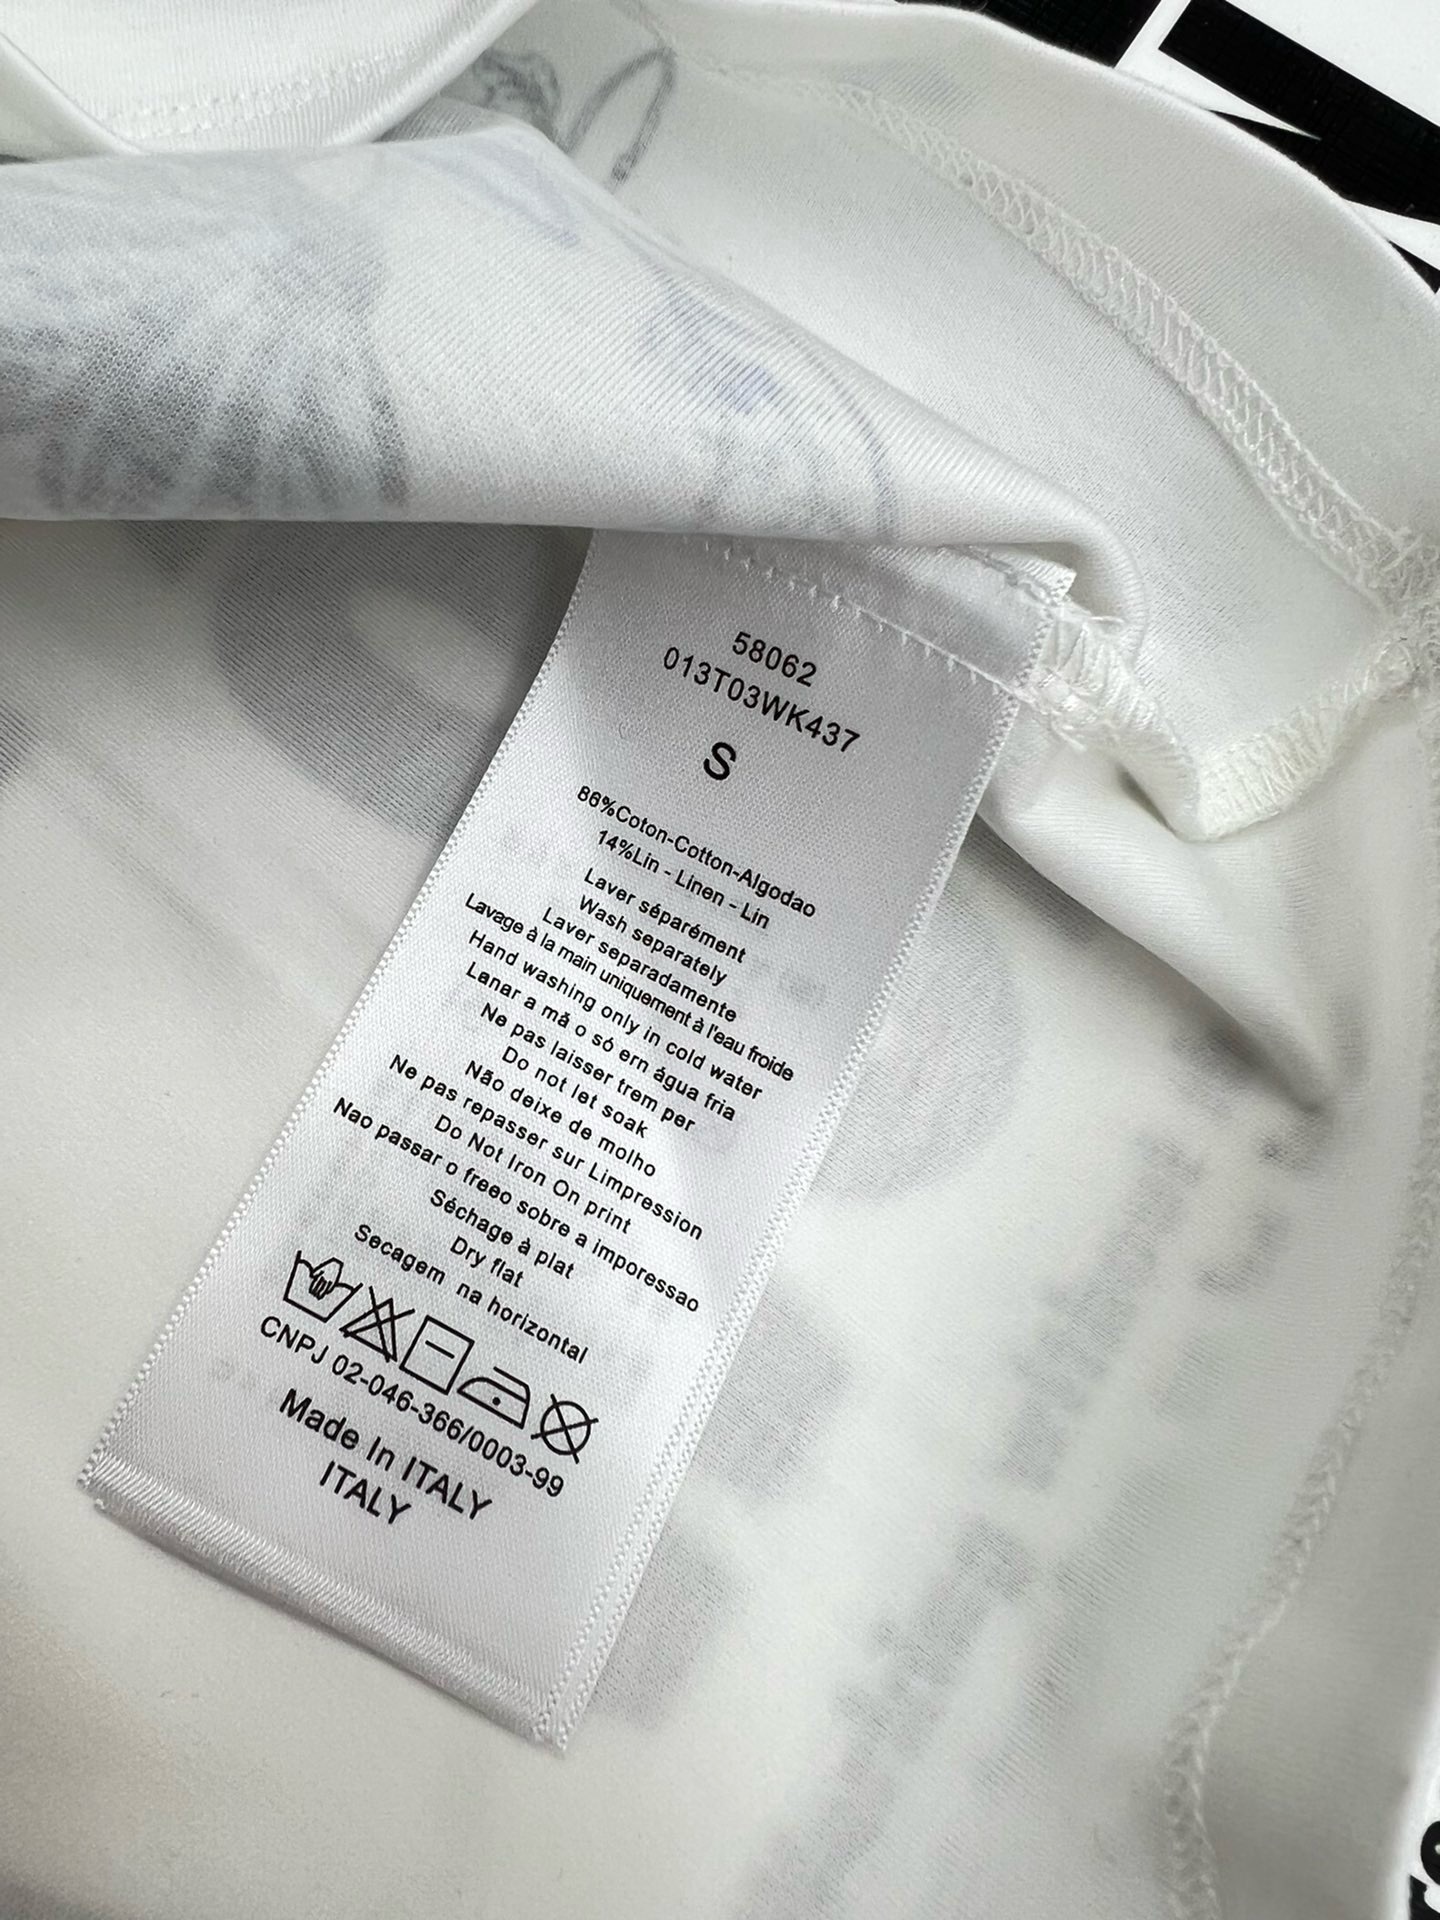 58062
013T03WK437
S
86%Coton-Cotton-Algodao
14%Lin - Linen - Lin
Laver séparément
Wash separately
Laver separadamente
Lavage à la main uniquement à l'eau froide
Hand washing only in cold water
Lanar a mã o só ern água fria
Ne pas laisser trem per
Do not let soak
Não deixe de molho
Ne pas repasser sur Limpression
Do Not Iron On print
Nao passar o freeo sobre a imporessao
Séchage à plat
Dry flat
Secagem na horizontal
CNPJ 02-046-366/0003-99
Made In ITALY
ITALY